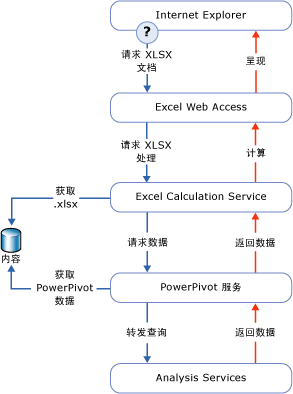 Internet Explorer
?
请求 XLSX
文档
呈现
Excel Web Access
请求 XLSX
处理
计算
获取
.xlsx
Excel Calculation Service
内容
请求数据
返回数据
获取
PowerPivot
数据
PowerPivot 服务
转发查询
返回数据
Analysis Services